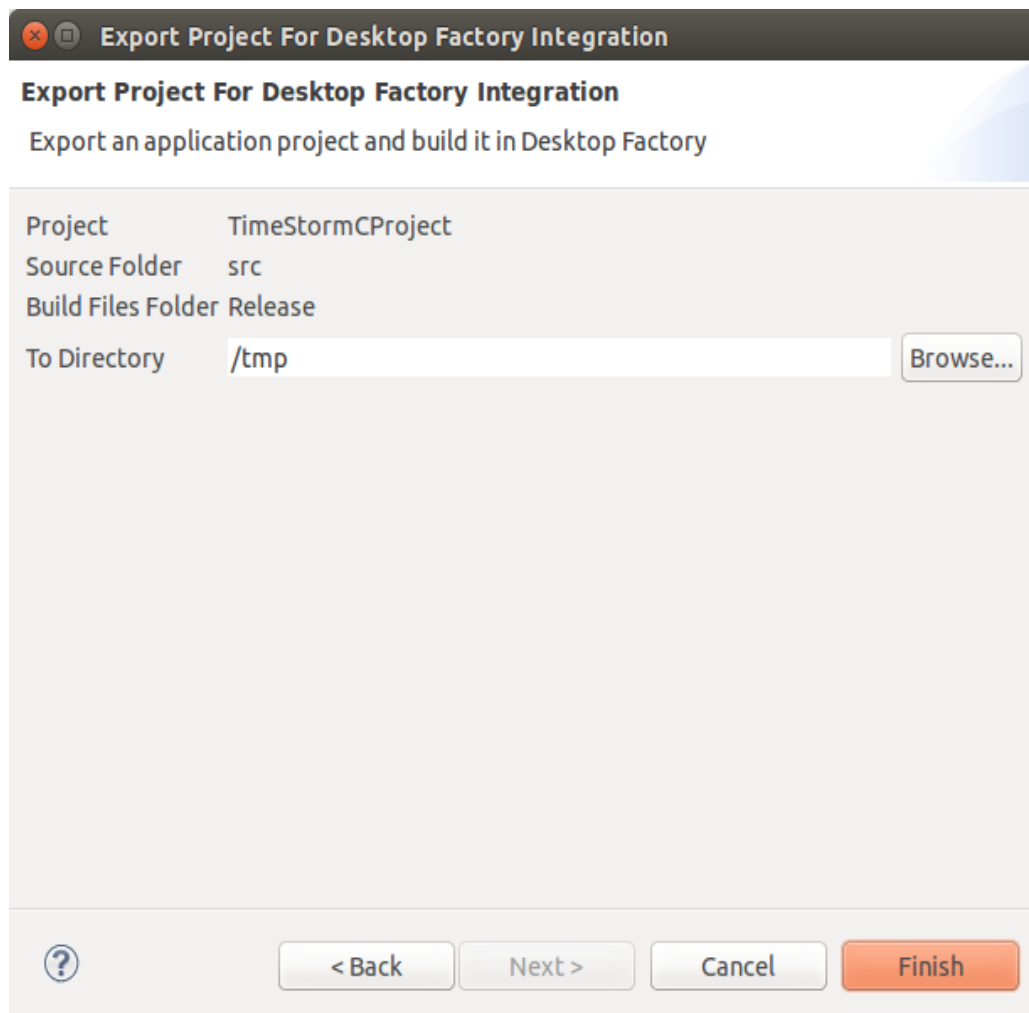 Export Project For Desktop Factory Integration
Export Project For Desktop Factory Integration
Export an application project and build it in Desktop Factory
Project TimeStormCProject
Source Folder src
Build Files Folder Release
To Directory /tmp Browse...
? < Back Next > Cancel Finish